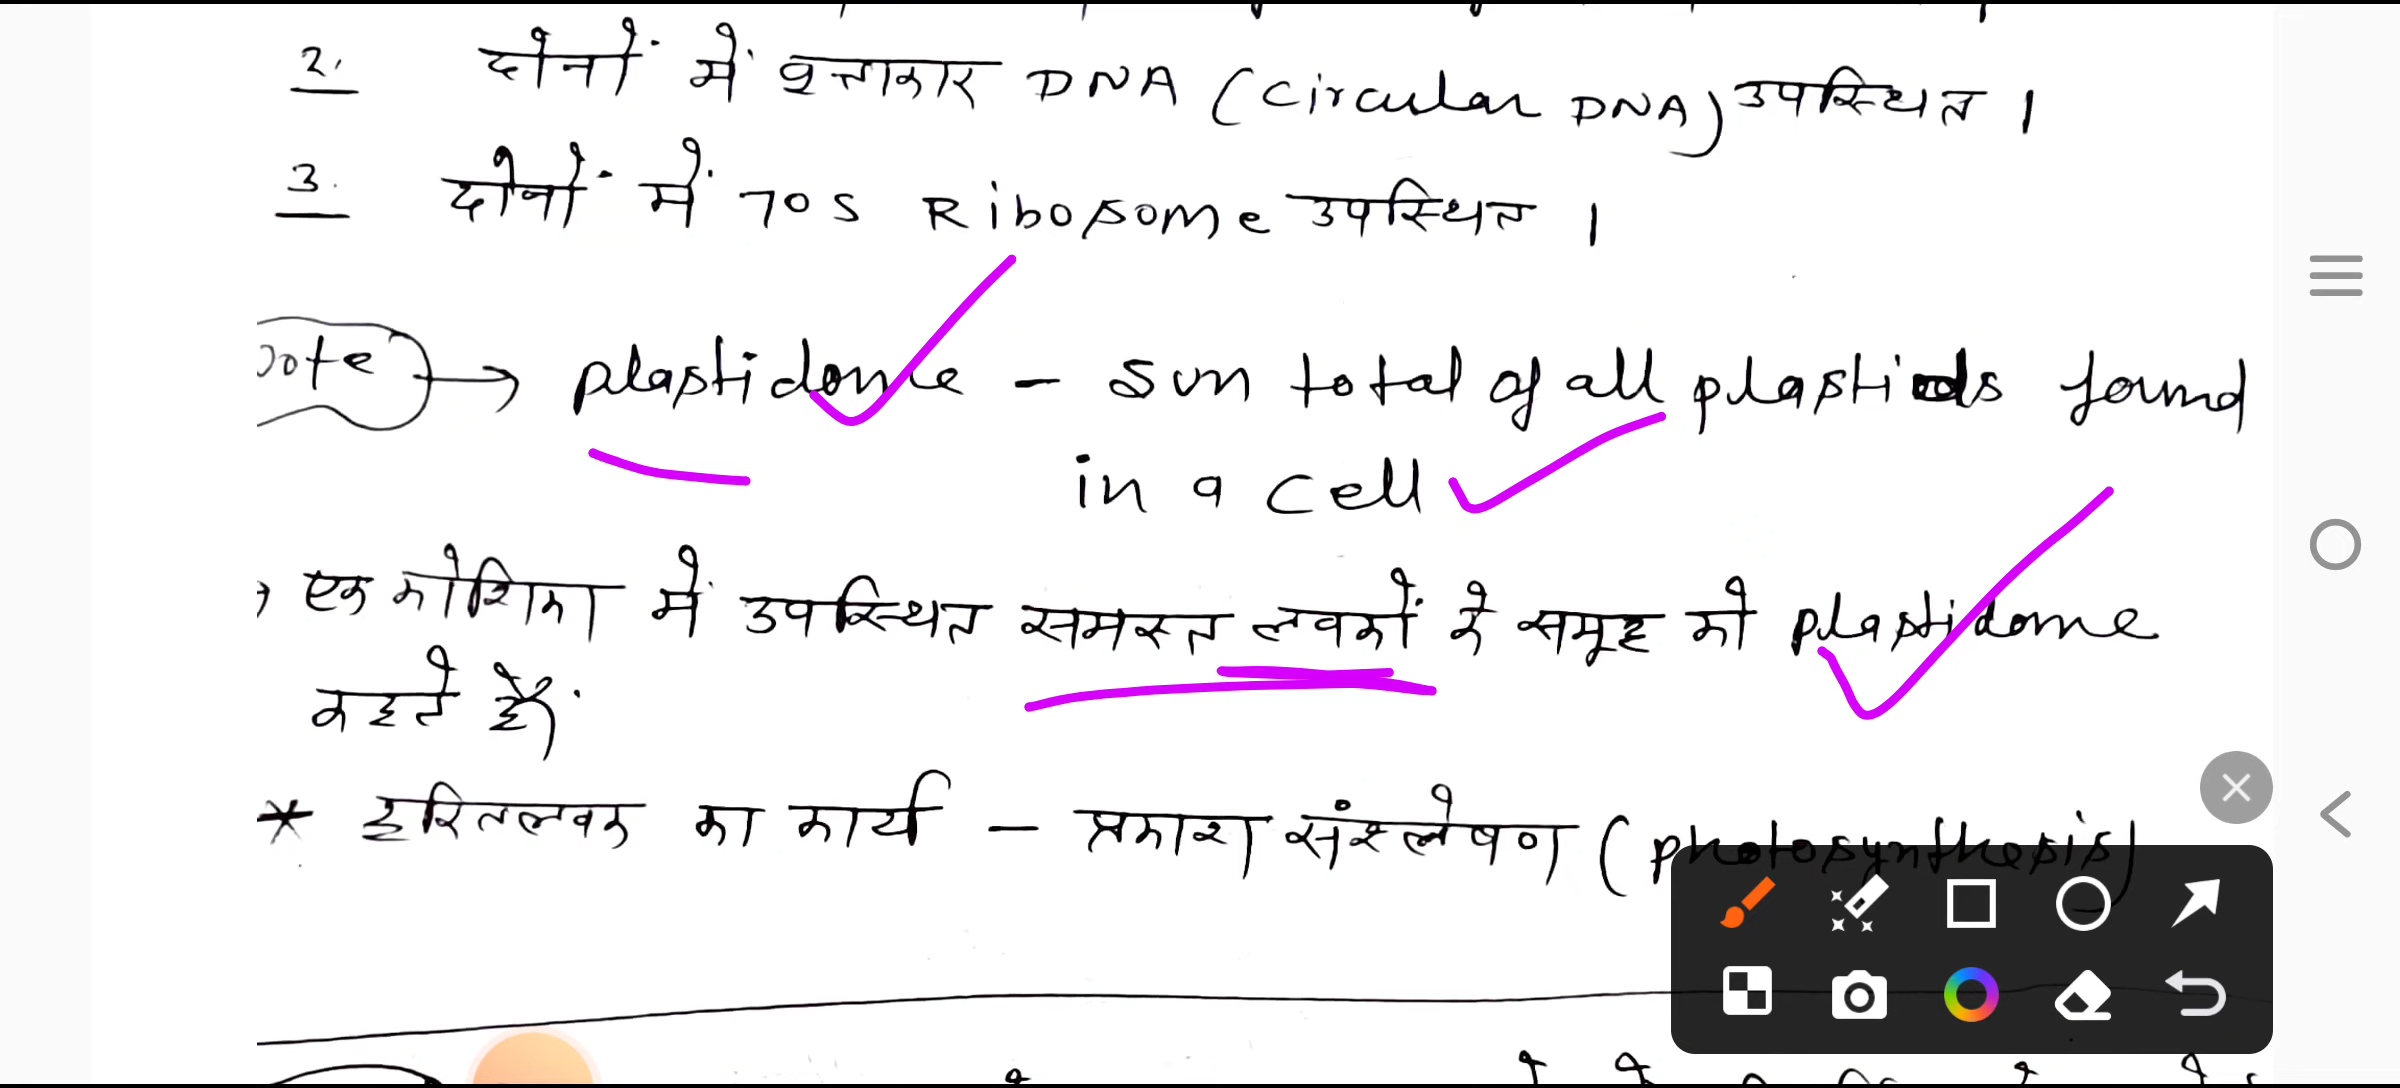 2. दोनों में वृत्ताकार DNA (circular DNA) उपस्थित ।
3. दोनों में 70s Ribosome उपस्थित ।
Note → plastidome - sum total of all plastids found
in a cell
→ एक कोशिका में उपस्थित समस्त लवकों के समूह को plastidome
कहते हैं।
* हरितलवक का कार्य - प्रकाश संश्लेषण (photosynthesis)